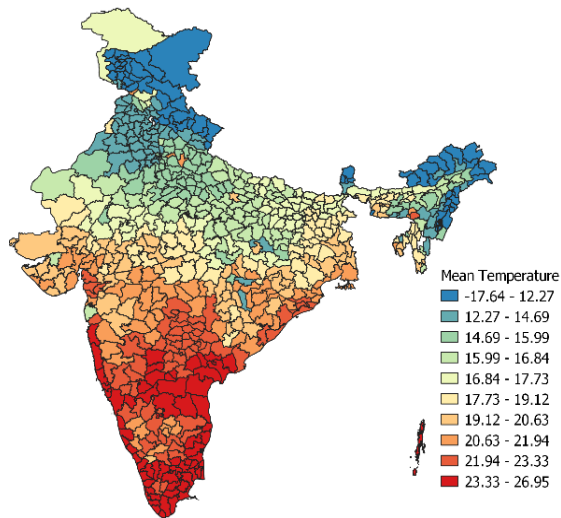 Mean Temperature
-17.64 - 12.27
12.27 - 14.69
14.69 - 15.99
15.99 - 16.84
16.84 - 17.73
17.73 - 19.12
19.12 - 20.63
20.63 - 21.94
21.94 - 23.33
23.33 - 26.95